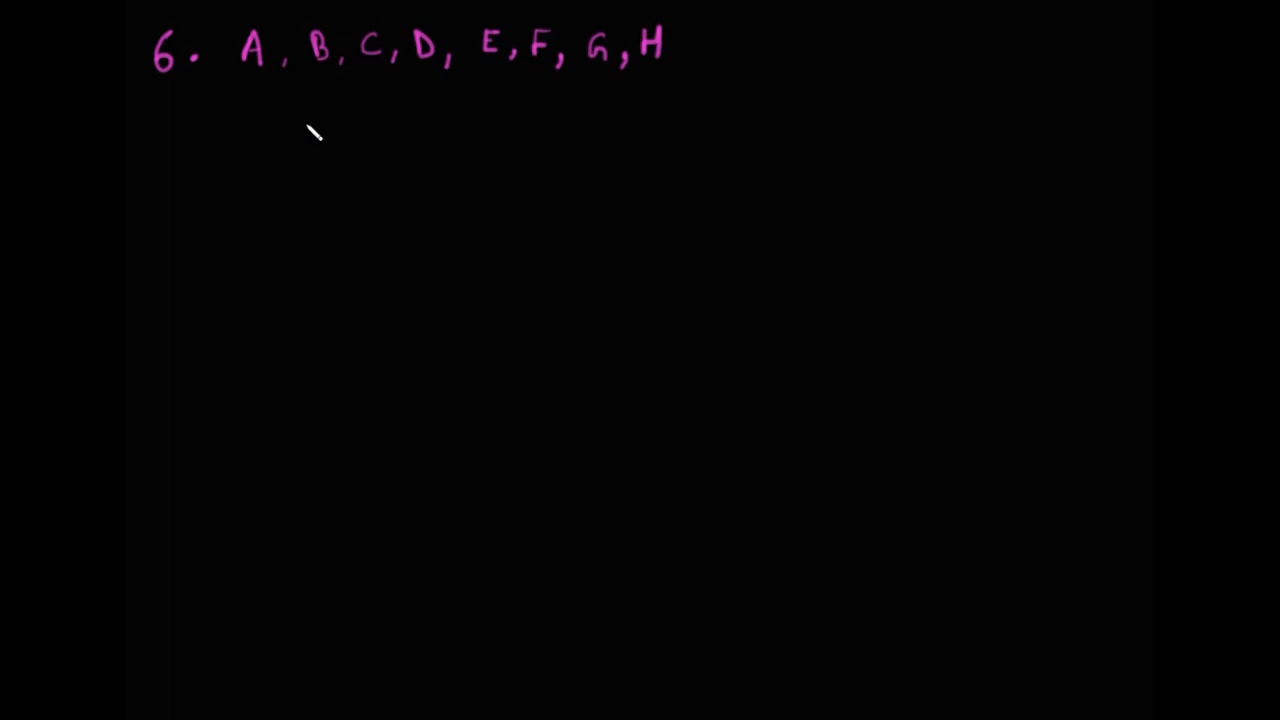 6. A, B, C, D, E, F, G, H